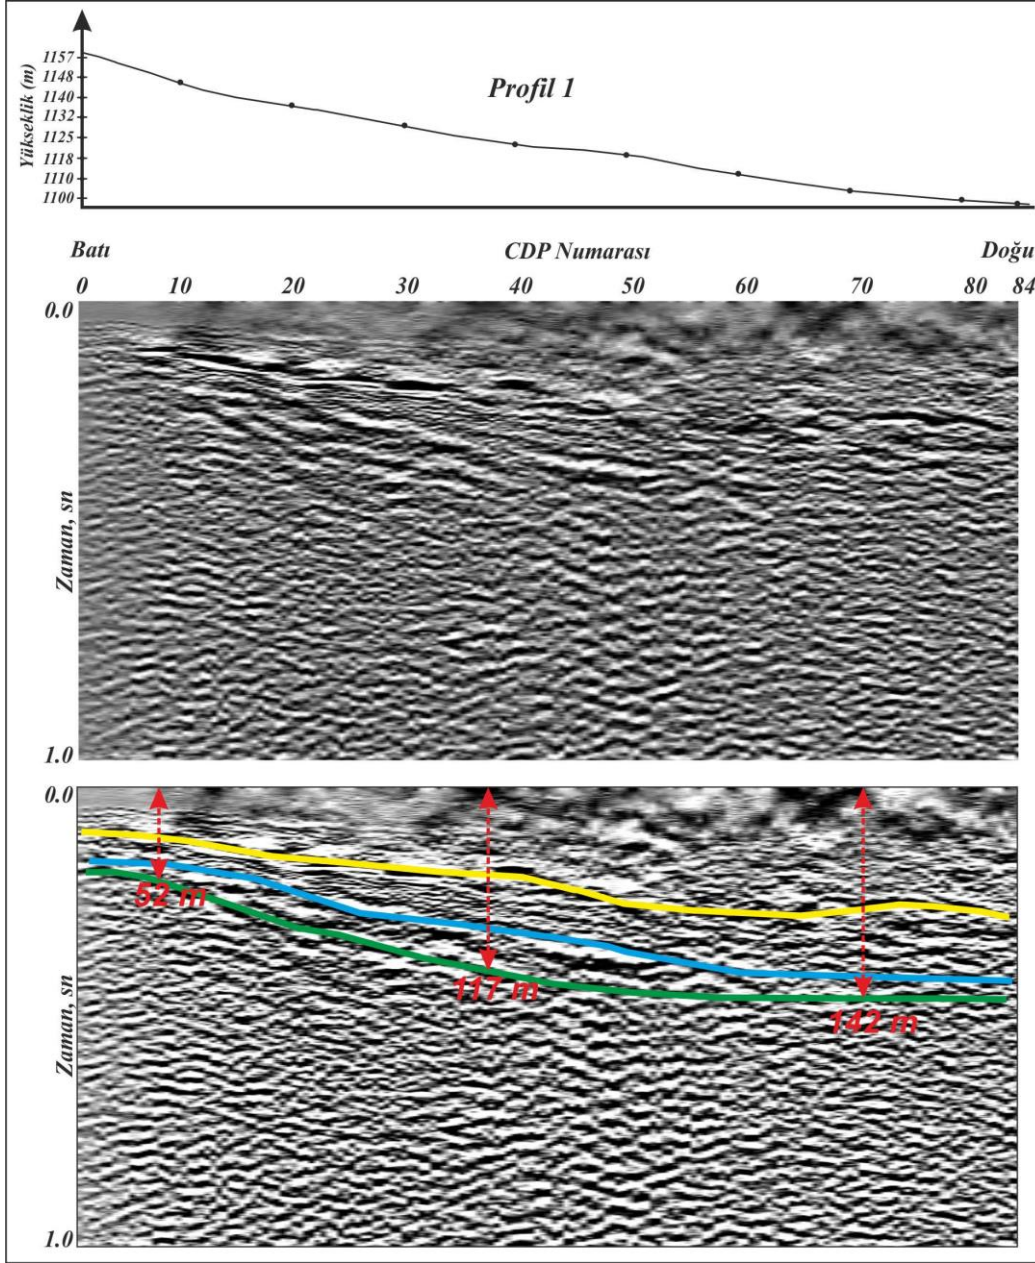 Profil 1
Yükseklik (m)
1157
1148
1140
1132
1125
1118
1110
1100
Batı CDP Numarası Doğu
0 10 20 30 40 50 60 70 80 84
0.0
Zaman, sn
1.0
0.0
52 m
117 m
142 m
Zaman, sn
1.0